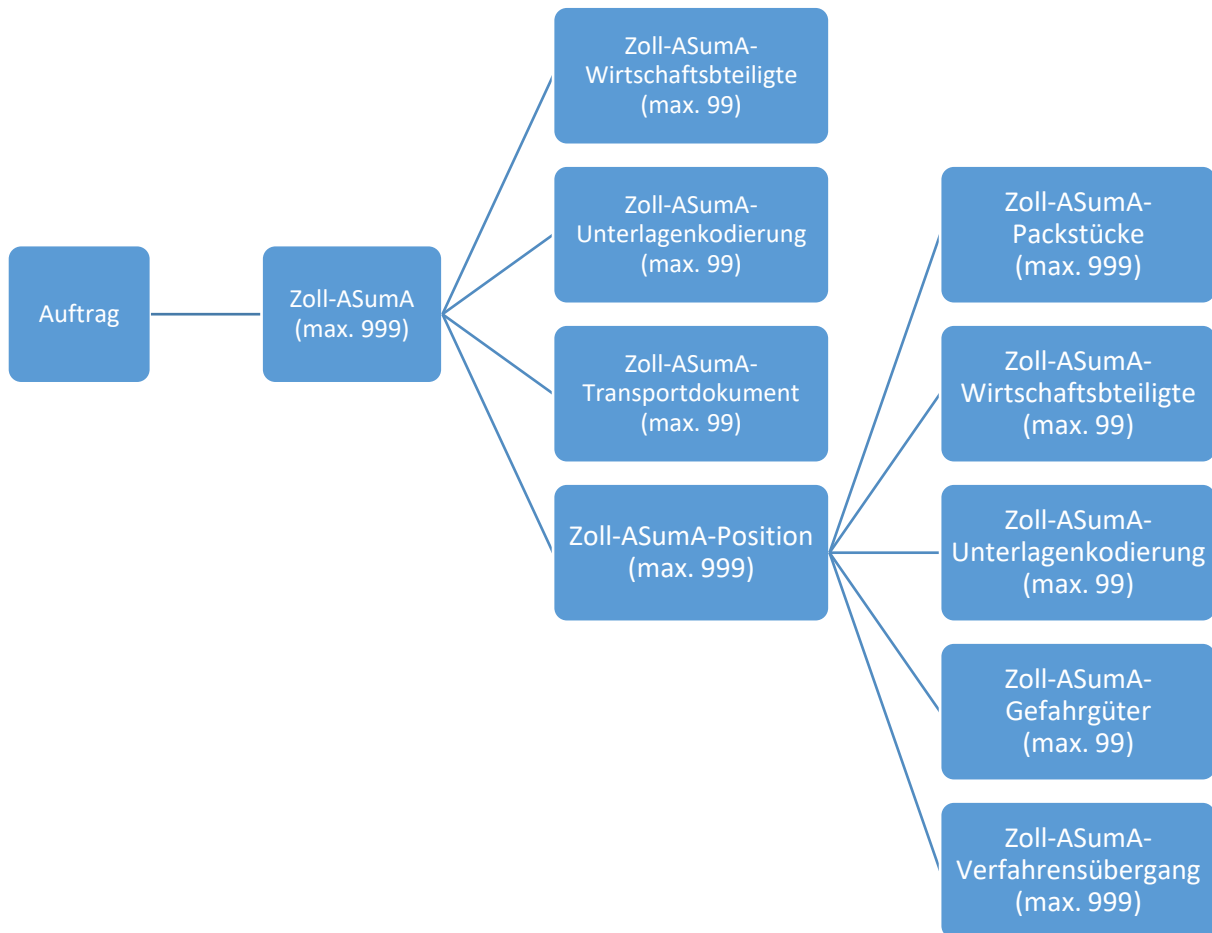 Auftrag
Zoll-ASumA
(max. 999)
Zoll-ASumA-
Wirtschaftsbteiligte
(max. 99)
Zoll-ASumA-
Unterlagenkodierung
(max. 99)
Zoll-ASumA-
Transportdokument
(max. 99)
Zoll-ASumA-Position
(max. 999)
Zoll-ASumA-
Packstücke
(max. 999)
Zoll-ASumA-
Wirtschaftsbteiligte
(max. 99)
Zoll-ASumA-
Unterlagenkodierung
(max. 99)
Zoll-ASumA-
Gefahrgüter
(max. 99)
Zoll-ASumA-
Verfahrensübergang
(max. 999)